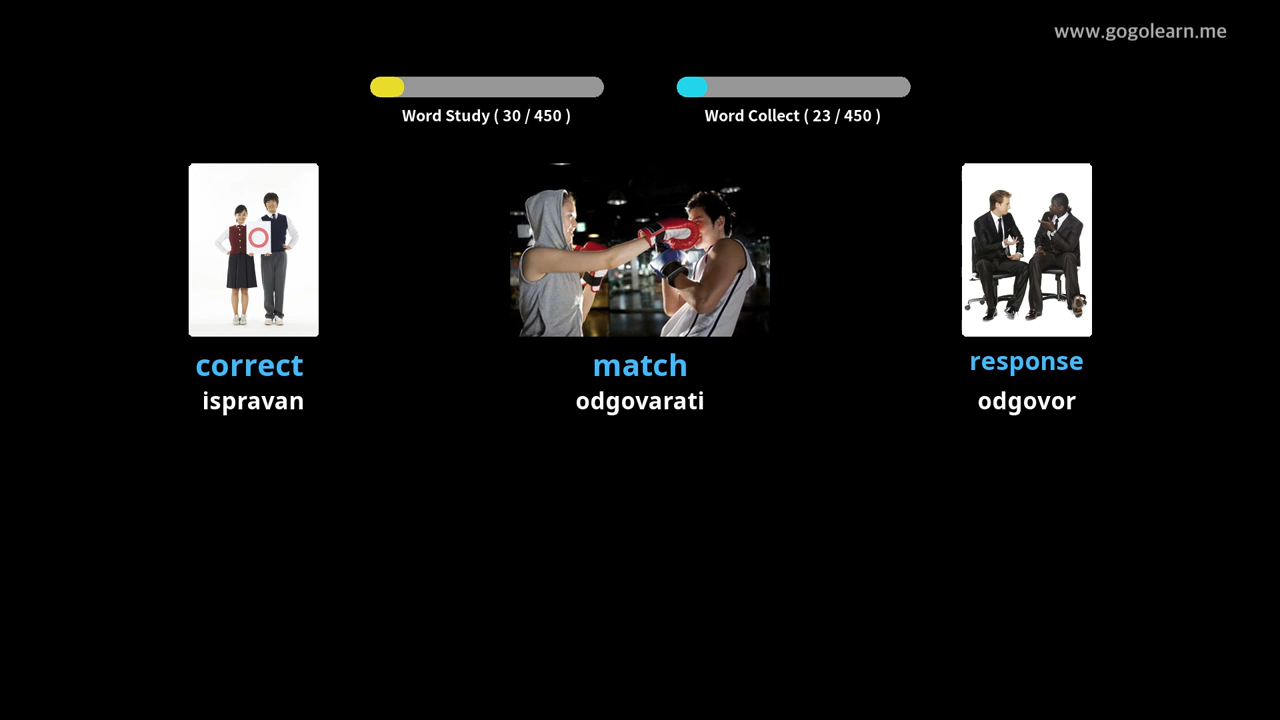 www.gogolearn.me
Word Study ( 30 / 450 )
Word Collect ( 23 / 450 )
correct
ispravan
match
odgovarati
response
odgovor